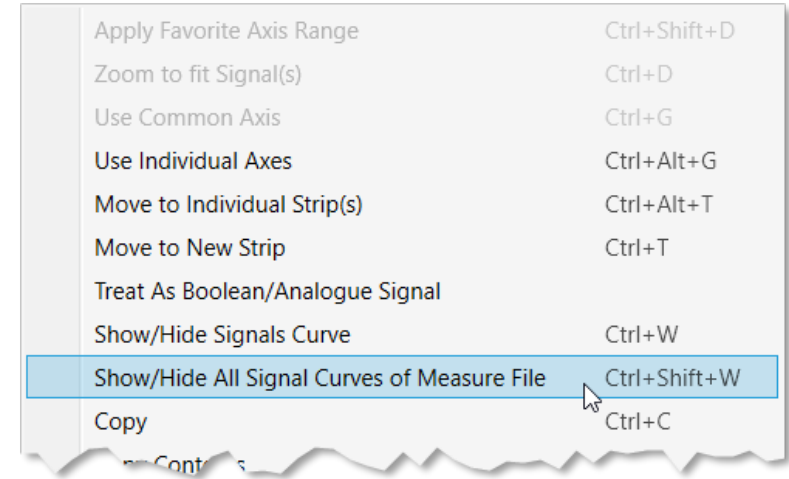 Apply Favorite Axis Range Ctrl+Shift+D
Zoom to fit Signal(s) Ctrl+D
Use Common Axis Ctrl+G
Use Individual Axes Ctrl+Alt+G
Move to Individual Strip(s) Ctrl+Alt+T
Move to New Strip Ctrl+T
Treat As Boolean/Analogue Signal
Show/Hide Signals Curve Ctrl+W
Show/Hide All Signal Curves of Measure File Ctrl+Shift+W
Copy Ctrl+C